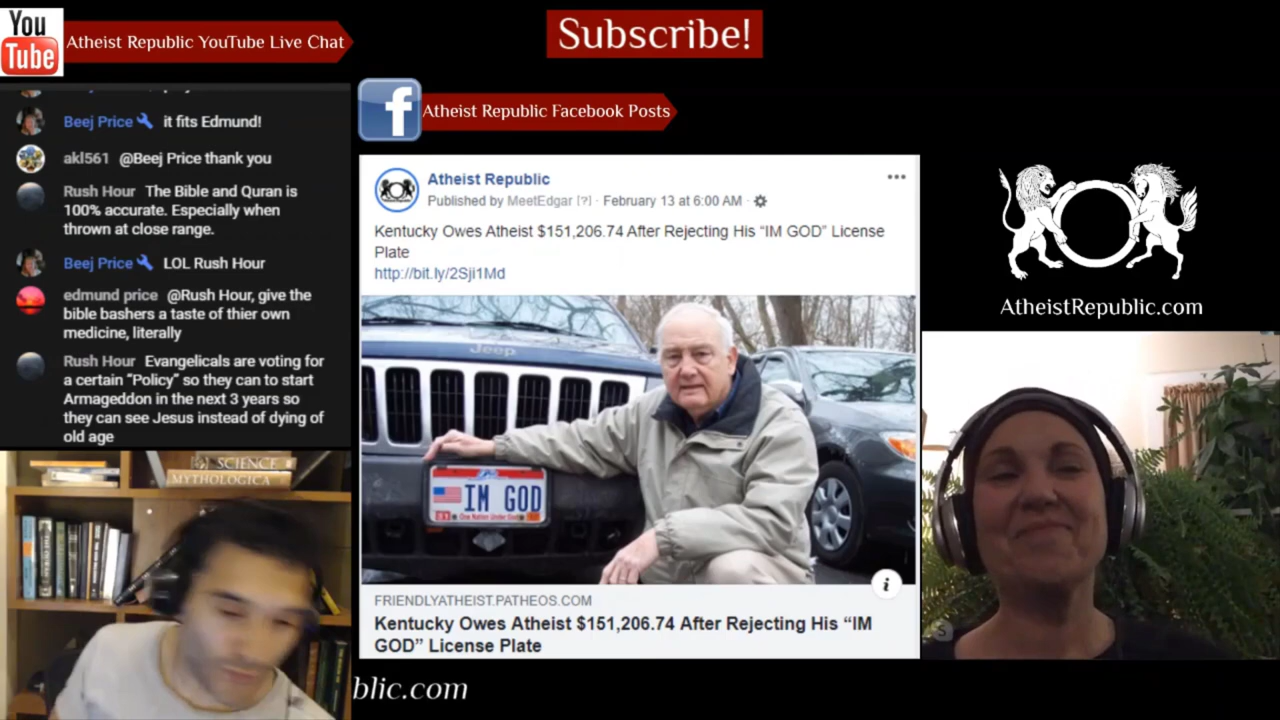 You
Tube
Atheist Republic YouTube Live Chat
Subscribe!
Beej Price it fits Edmund!
akl561 @Beej Price thank you
Rush Hour The Bible and Quran is
100% accurate. Especially when
thrown at close range.
Beej Price LOL Rush Hour
edmund price @Rush Hour, give the
bible bashers a taste of thier own
medicine, literally
Rush Hour Evangelicals are voting for
a certain “Policy” so they can to start
Armageddon in the next 3 years so
they can see Jesus instead of dying of
old age
f
Atheist Republic Facebook Posts
Atheist Republic
Published by MeetEdgar [?] · February 13 at 6:00 AM ·
Kentucky Owes Atheist $151,206.74 After Rejecting His “IM GOD” License
Plate
http://bit.ly/2Sji1Md
Jeep
IM GOD
One Nation Under God
i
FRIENDLYATHEIST.PATHEOS.COM
Kentucky Owes Atheist $151,206.74 After Rejecting His “IM
GOD” License Plate
AtheistRepublic.com
SCIENCE
MYTHOLOGICA
blic.com